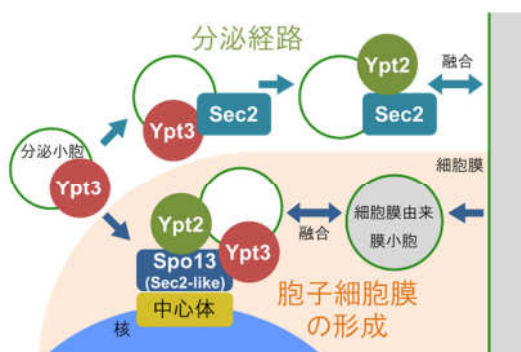 分泌経路
Ypt2
融合
Ypt3
Sec2
Sec2
分泌小胞
Ypt3
細胞膜
Ypt2
Ypt3
融合
細胞膜由来
膜小胞
Spo13
(Sec2-like)
中心体
核
胞子細胞膜
の形成